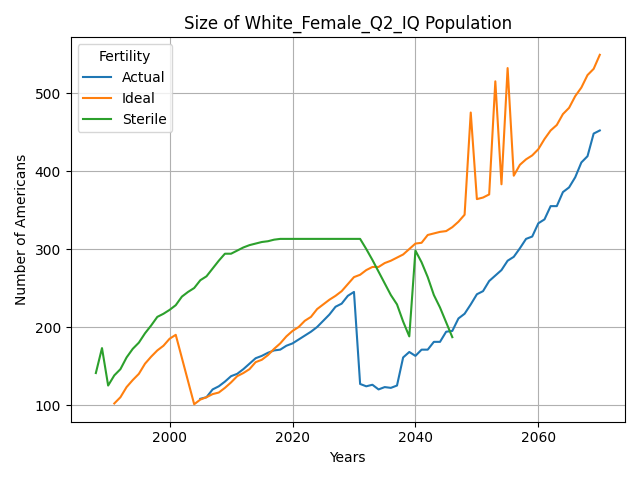 Size of White_Female_Q2_IQ Population
Fertility
Actual
Ideal
Sterile
500
400
300
200
100
Number of Americans
2000
2020
2040
2060
Years